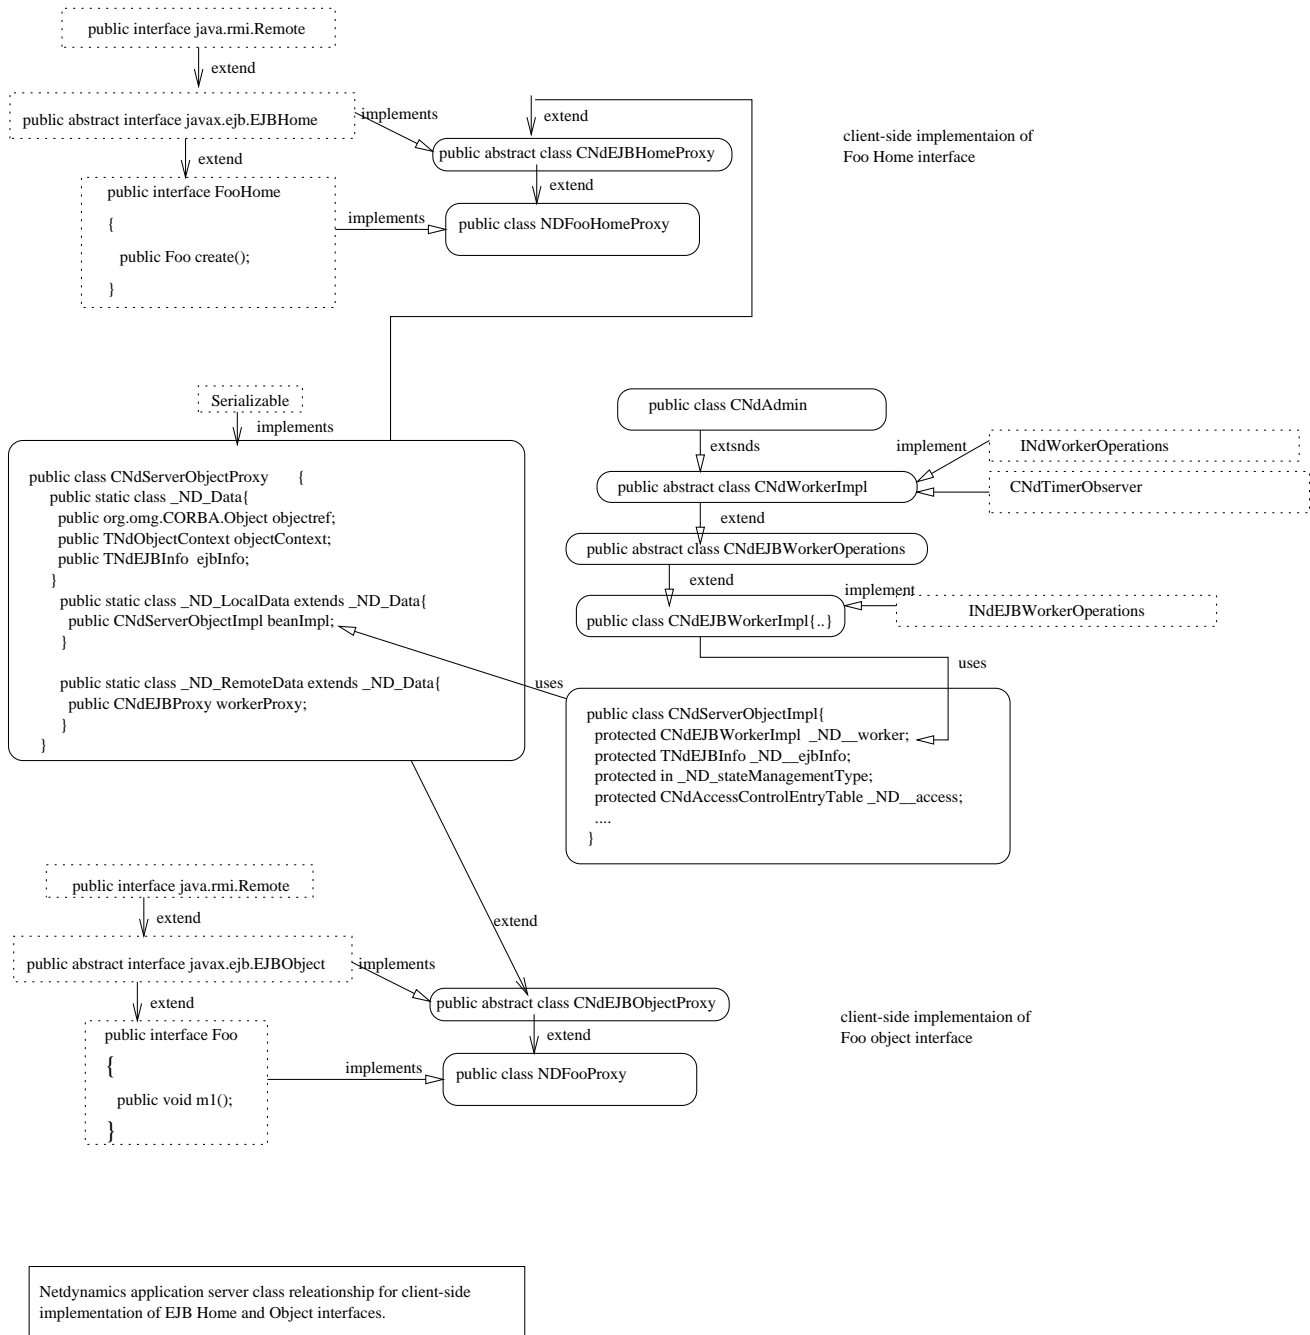 public interface java.rmi.Remote
extend
public abstract interface javax.ejb.EJBHome
implements
extend
public abstract class CNdEJBHomeProxy
client-side implementaion of
Foo Home interface
extend
public interface FooHome
{
public Foo create();
}
extend
implements
public class NDFooHomeProxy
Serializable
implements
public class CNdServerObjectProxy {
public static class _ND_Data{
public org.omg.CORBA.Object objectref;
public TNdObjectContext objectContext;
public TNdEJBInfo ejbInfo;
}
public static class _ND_LocalData extends _ND_Data{
public CNdServerObjectImpl beanImpl;
}
public static class _ND_RemoteData extends _ND_Data{
public CNdEJBProxy workerProxy;
}
}
public class CNdAdmin
extsnds
implement
INdWorkerOperations
public abstract class CNdWorkerImpl
CNdTimerObserver
extend
public abstract class CNdEJBWorkerOperations
extend
implement
INdEJBWorkerOperations
public class CNdEJBWorkerImpl{..}
uses
uses
public class CNdServerObjectImpl{
protected CNdEJBWorkerImpl _ND__worker;
protected TNdEJBInfo _ND__ejbInfo;
protected in _ND_stateManagementType;
protected CNdAccessControlEntryTable _ND__access;
....
}
public interface java.rmi.Remote
extend
extend
public abstract interface javax.ejb.EJBObject
implements
extend
public abstract class CNdEJBObjectProxy
client-side implementaion of
Foo object interface
public interface Foo
{
public void m1();
}
extend
implements
public class NDFooProxy
Netdynamics application server class releationship for client-side
implementation of EJB Home and Object interfaces.